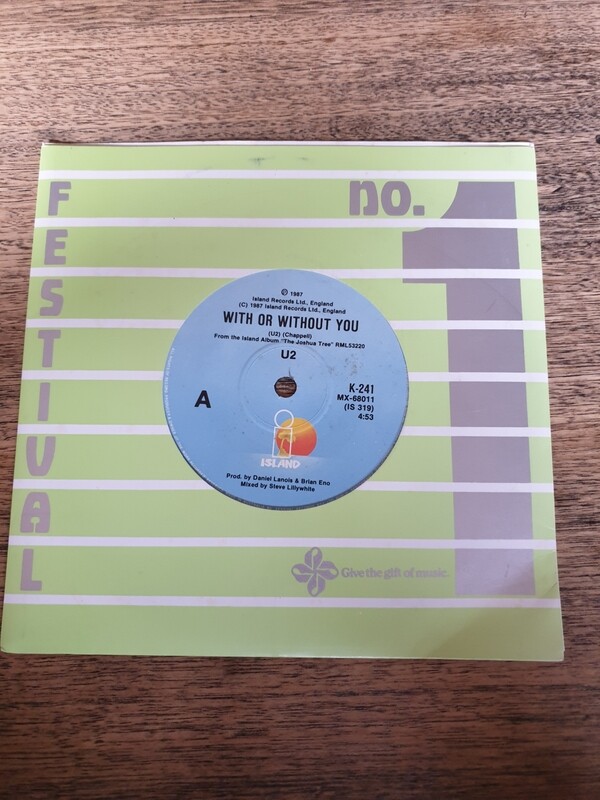 FESTIVAL
no. 1
℗ 1987
Island Records Ltd., England
(C) 1987 Island Records Ltd., England
WITH OR WITHOUT YOU
(U2) (Chappell)
From the Island Album "The Joshua Tree" RML53220
U2
A
K-241
MX-68011
(IS 319)
4:53
i
ISLAND
Prod. by Daniel Lanois & Brian Eno
Mixed by Steve Lillywhite
Give the gift of music.